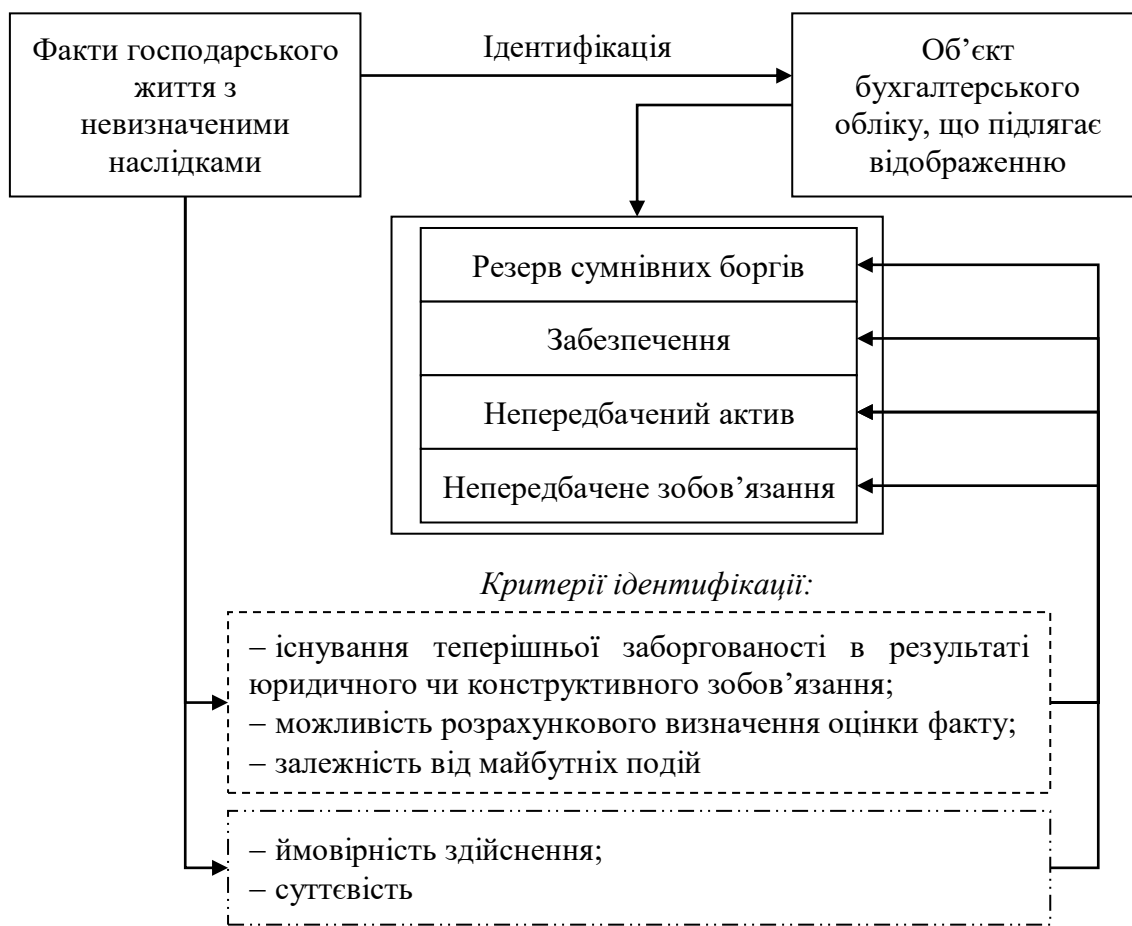 Факти господарського
життя з
невизначеними
наслідками
Ідентифікація
Об’єкт
бухгалтерського
обліку, що підлягає
відображенню
Резерв сумнівних боргів
Забезпечення
Непередбачений актив
Непередбачене зобов’язання
Критерії ідентифікації:
– існування теперішньої заборгованості в результаті
юридичного чи конструктивного зобов’язання;
– можливість розрахункового визначення оцінки факту;
– залежність від майбутніх подій
– ймовірність здійснення;
– суттєвість